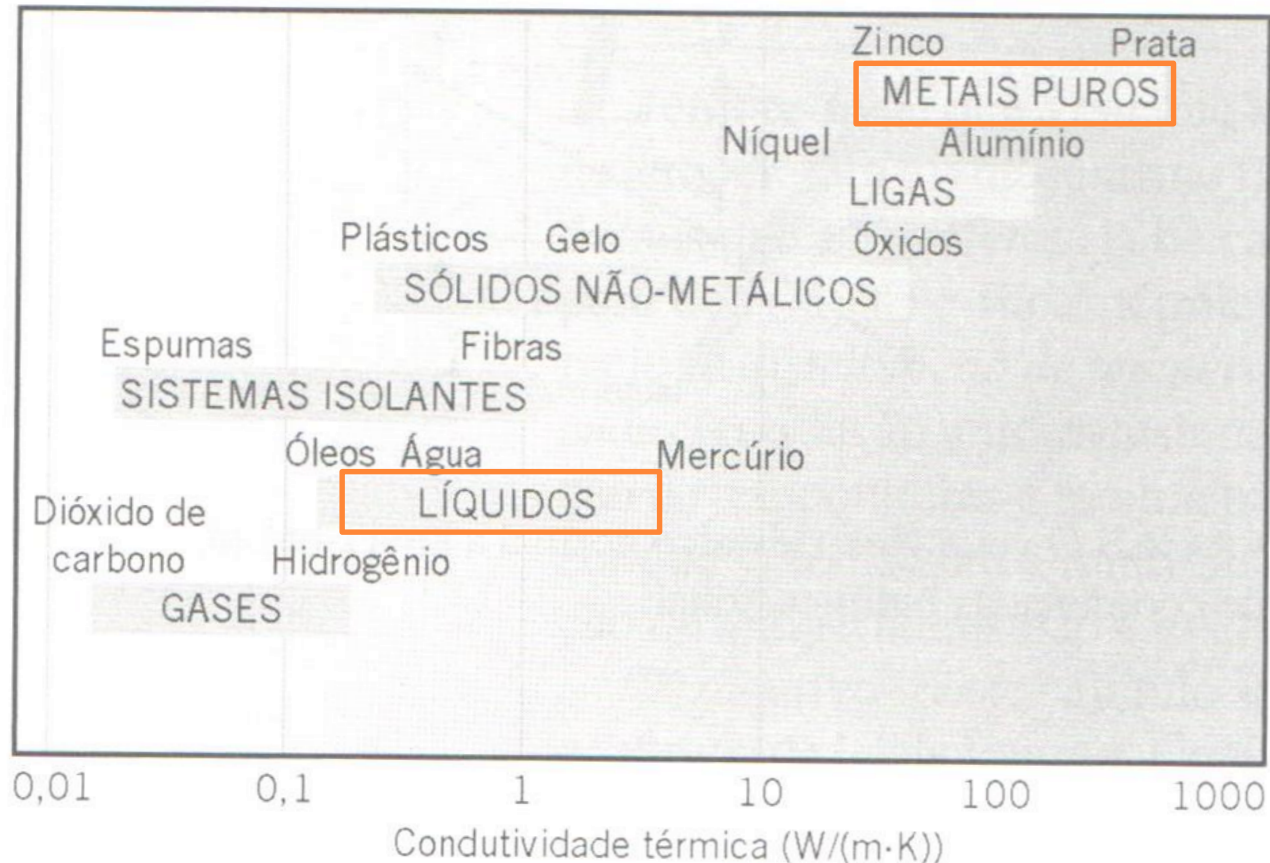 Zinco Prata
METAIS PUROS
Níquel Alumínio
LIGAS
Plásticos Gelo Óxidos
SÓLIDOS NÃO-METÁLICOS
Espumas Fibras
SISTEMAS ISOLANTES
Óleos Água Mercúrio
LÍQUIDOS
Dióxido de
carbono Hidrogênio
GASES
0,01 0,1 1 10 100 1000
Condutividade térmica (W/(m·K))